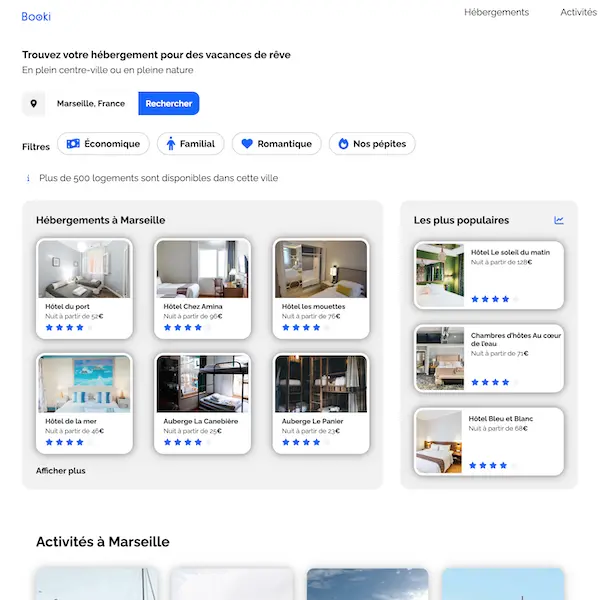 Booki
Hébergements
Activités
Trouvez votre hébergement pour des vacances de rêve
En plein centre-ville ou en pleine nature
Marseille, France
Rechercher
Filtres
Économique
Familial
Romantique
Nos pépites
Plus de 500 logements sont disponibles dans cette ville
Hébergements à Marseille
Hôtel du port
Nuit à partir de 52€
Hôtel Chez Amina
Nuit à partir de 96€
Hôtel les mouettes
Nuit à partir de 76€
Hôtel de la mer
Nuit à partir de 46€
Auberge La Canebière
Nuit à partir de 25€
Auberge Le Panier
Nuit à partir de 23€
Afficher plus
Les plus populaires
Hôtel Le soleil du matin
Nuit à partir de 128€
Chambres d'hôtes Au cœur
de l'eau
Nuit à partir de 71€
Hôtel Bleu et Blanc
Nuit à partir de 68€
Activités à Marseille